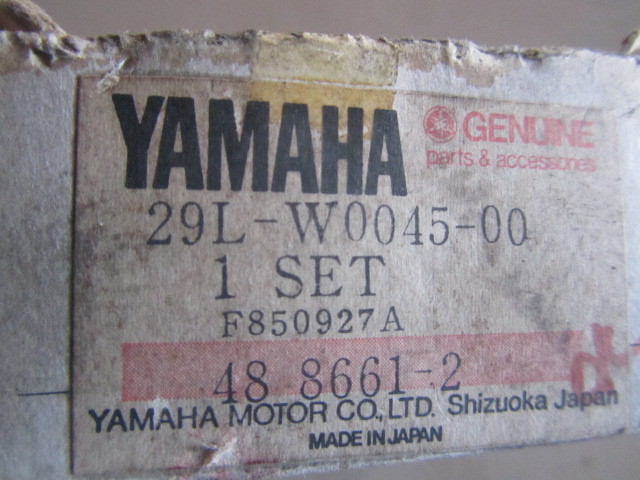 YAMAHA GENUINE
parts & accessories
29L-W0045-00
1 SET
F850927A
48 8661-2
YAMAHA MOTOR CO., LTD. Shizuoka Japan
MADE IN JAPAN